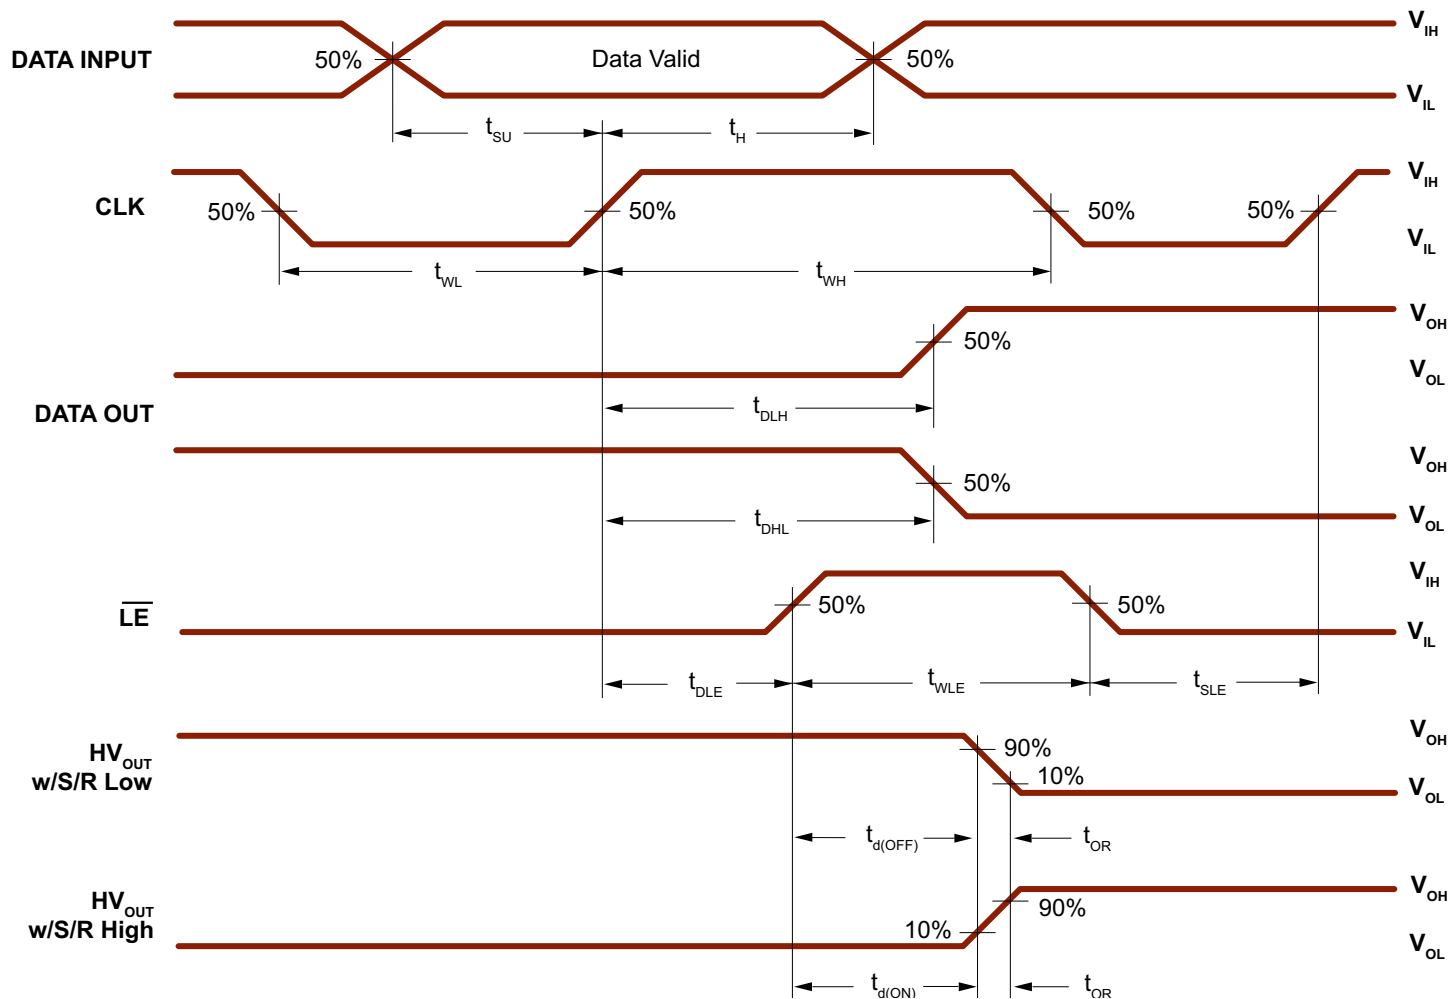 V_IH
DATA INPUT 50% Data Valid 50%
V_IL
t_SU t_H
V_IH
CLK 50% 50% 50% 50%
V_IL
t_WL t_WH
V_OH
50%
V_OL
DATA OUT t_DLH
V_OH
50%
t_DHL V_OL
V_IH
LE 50% 50%
V_IL
t_DLE t_WLE t_SLE
V_OH
HV_OUT 90%
w/S/R Low 10%
V_OL
t_d(OFF) t_OR
V_OH
HV_OUT 90%
w/S/R High 10%
V_OL
t_d(ON) t_OR